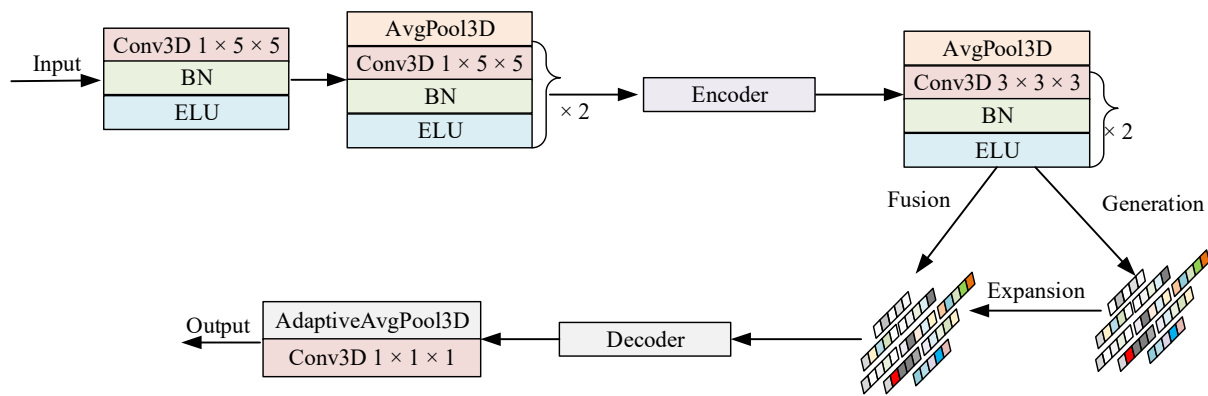 Input
Conv3D 1 × 5 × 5
BN
ELU
AvgPool3D
Conv3D 1 × 5 × 5
BN
ELU
× 2
Encoder
AvgPool3D
Conv3D 3 × 3 × 3
BN
ELU
× 2
Fusion
Generation
Expansion
Decoder
AdaptiveAvgPool3D
Conv3D 1 × 1 × 1
Output